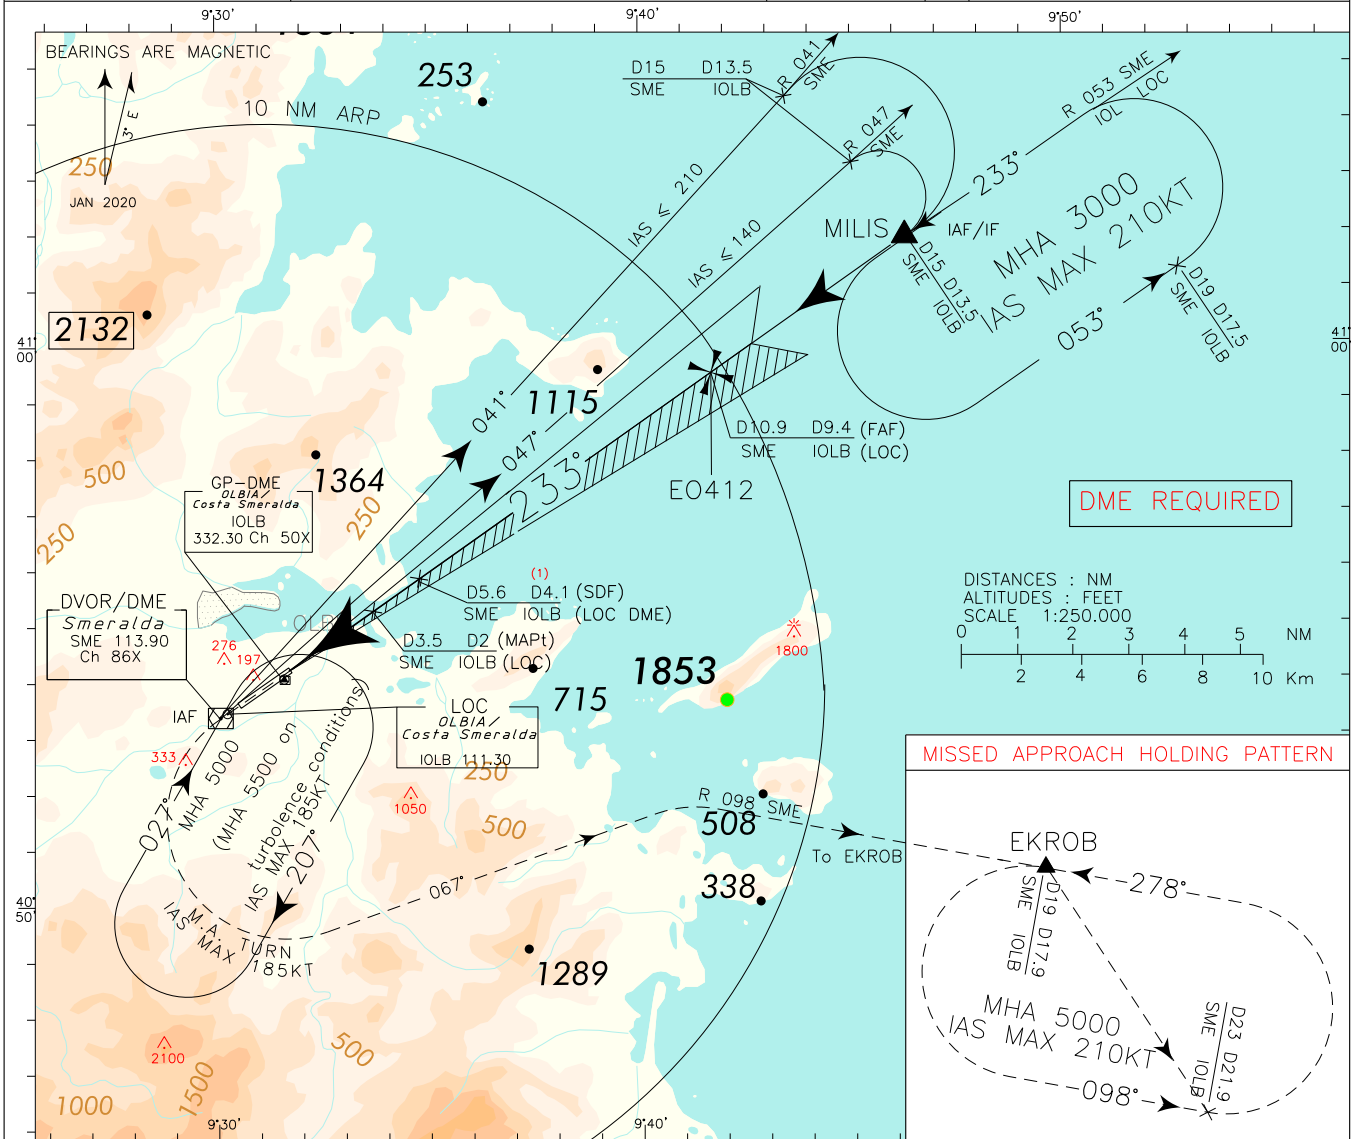 9°30'
9°40'
9°50'
BEARINGS ARE MAGNETIC
3° E
JAN 2020
250
10 NM ARP
253
D15 D13.5
SME IOLB
R 041
SME
R 047
SME
IAS ≤ 210
IAS ≤ 140
R 053 SME
IOL LOC
233°
MILIS
IAF/IF
D15 D13.5
SME IOLB
MHA 3000
IAS MAX 210KT
053°
D19 D17.5
SME IOLB
2132
41°
00'
41°
00'
1115
041°
047°
233°
D10.9 D9.4 (FAF)
SME IOLB (LOC)
EO412
500
1364
250
250
GP-DME
OLBIA/
Costa Smeralda
IOLB
332.30 Ch 50X
DME REQUIRED
DISTANCES : NM
ALTITUDES : FEET
SCALE 1:250.000
0 1 2 3 4 5 NM
2 4 6 8 10 Km
(1)
D5.6 D4.1 (SDF)
SME IOLB (LOC DME)
D3.5 D2 (MAPt)
SME IOLB (LOC)
DVOR/DME
Smeralda
SME 113.90
Ch 86X
OLB
276
197
1800
1853
715
IAF
LOC
OLBIA/
Costa Smeralda
IOLB 111.30
333
250
1050
500
027°
MHA 5000
(MHA 5500 on
turbolence conditions)
IAS MAX 185KT
207°
M.A. TURN
IAS MAX 185KT
067°
R 098 SME
508
To EKROB
338
40°
50'
1289
2100
500
1000
1500
9°30'
9°40'
MISSED APPROACH HOLDING PATTERN
EKROB
278°
D19 D17.9
SME IOLB
MHA 5000
IAS MAX 210KT
098°
D23 D21.9
SME IOLB